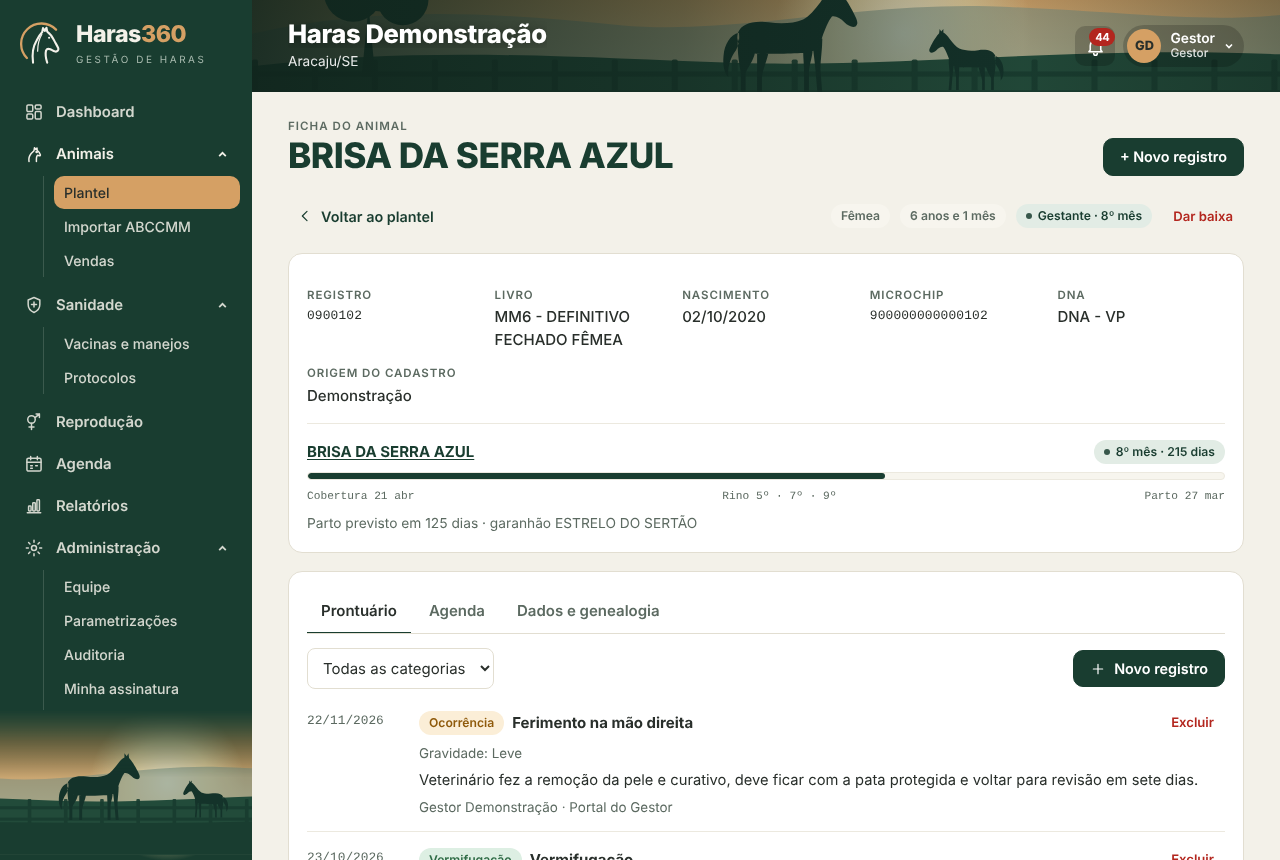 Haras360
GESTÃO DE HARAS
Dashboard
Animais
Plantel
Importar ABCCMM
Vendas
Sanidade
Vacinas e manejos
Protocolos
Reprodução
Agenda
Relatórios
Administração
Equipe
Parametrizações
Auditoria
Minha assinatura
Haras Demonstração
Aracaju/SE
44
GD
Gestor
Gestor
FICHA DO ANIMAL
BRISA DA SERRA AZUL
+ Novo registro
Voltar ao plantel
Fêmea
6 anos e 1 mês
Gestante · 8º mês
Dar baixa
REGISTRO
0900102
LIVRO
MM6 - DEFINITIVO
FECHADO FÊMEA
NASCIMENTO
02/10/2020
MICROCHIP
900000000000102
DNA
DNA - VP
ORIGEM DO CADASTRO
Demonstração
BRISA DA SERRA AZUL
8º mês · 215 dias
Cobertura 21 abr
Rino 5º · 7º · 9º
Parto 27 mar
Parto previsto em 125 dias · garanhão ESTRELO DO SERTÃO
Prontuário
Agenda
Dados e genealogia
Todas as categorias
+ Novo registro
22/11/2026
Ocorrência
Ferimento na mão direita
Excluir
Gravidade: Leve
Veterinário fez a remoção da pele e curativo, deve ficar com a pata protegida e voltar para revisão em sete dias.
Gestor Demonstração · Portal do Gestor
23/10/2026
Vermifugação
Vermifugação
Excluir